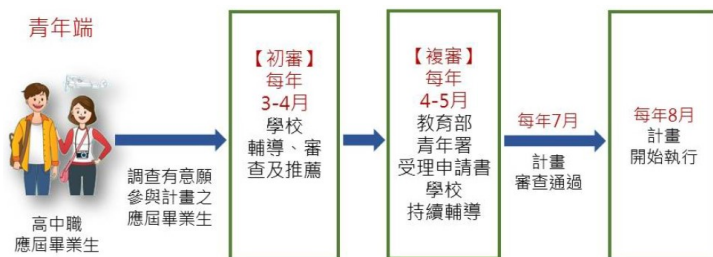 青年端
高中職
應屆畢業生
調查有意願
參與計畫之
應屆畢業生
【初審】
每年
3-4月
學校
輔導、審
查及推薦
【複審】
每年
4-5月
教育部
青年署
受理申請書
學校
持續輔導
每年7月
計畫
審查通過
每年8月
計畫
開始執行